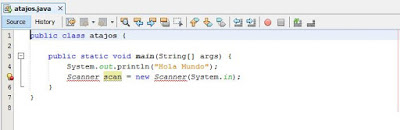 atajos.java
Source History
1 public class atajos {
2
3 public static void main(String[] args) {
4 System.out.println("Hola Mundo");
Scanner scan = new Scanner(System.in);
6 }
7 }
8